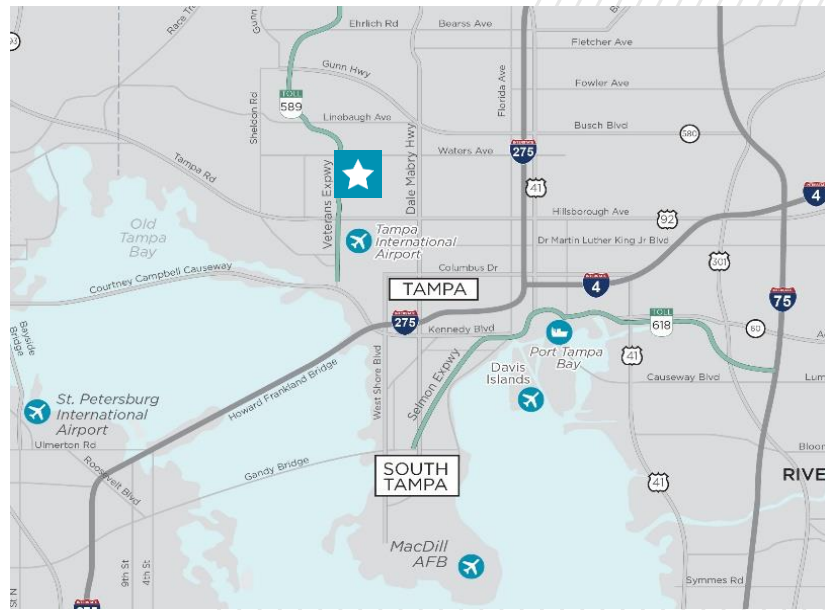 Ehrlich Rd
Bearss Ave
Fletcher Ave
Gunn Hwy
Fowler Ave
TOLL
589
Sheldon Rd
Linebaugh Ave
Florida Ave
Busch Blvd
580
Dale Mabry Hwy
Waters Ave
275
Tampa Rd
Veterans Expwy
41
4
Old
Tampa
Bay
Hillsborough Ave
92
Tampa
International
Airport
Dr Martin Luther King Jr Blvd
301
Columbus Dr
Courtney Campbell Causeway
TAMPA
4
75
275
Kennedy Blvd
TOLL
618
60
Bayside
Bridge
Port Tampa
Bay
41
West Shore Blvd
Selmon Expwy
Davis
Islands
Causeway Blvd
Howard Frankland Bridge
St. Petersburg
International
Airport
Ulmerton Rd
Roosevelt Blvd
Gandy Bridge
SOUTH
TAMPA
41
41
RIVE
MacDill
AFB
9th St
4th St
Symmes Rd